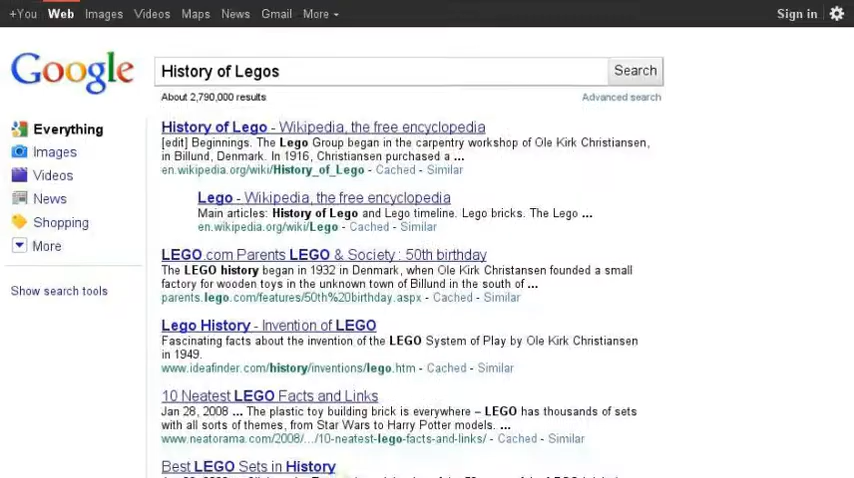 +You Web Images Videos Maps News Gmail More Sign in
Google
History of Legos Search
About 2,790,000 results Advanced search
Everything
Images
Videos
News
Shopping
More
Show search tools
History of Lego - Wikipedia, the free encyclopedia
[edit] Beginnings. The Lego Group began in the carpentry workshop of Ole Kirk Christiansen,
in Billund, Denmark. In 1916, Christiansen purchased a ...
en.wikipedia.org/wiki/History_of_Lego - Cached - Similar
Lego - Wikipedia, the free encyclopedia
Main articles: History of Lego and Lego timeline. Lego bricks. The Lego ...
en.wikipedia.org/wiki/Lego - Cached - Similar
LEGO.com Parents LEGO & Society : 50th birthday
The LEGO history began in 1932 in Denmark, when Ole Kirk Christansen founded a small
factory for wooden toys in the unknown town of Billund in the south of ...
parents.lego.com/features/50th%20birthday.aspx - Cached - Similar
Lego History - Invention of LEGO
Fascinating facts about the invention of the LEGO System of Play by Ole Kirk Christiansen
in 1949.
www.ideafinder.com/history/inventions/lego.htm - Cached - Similar
10 Neatest LEGO Facts and Links
Jan 28, 2008 ... The plastic toy building brick is everywhere – LEGO has thousands of sets
with all sorts of themes, from Star Wars to Harry Potter models. ...
www.neatorama.com/2008/.../10-neatest-lego-facts-and-links/ - Cached - Similar
Best LEGO Sets in History